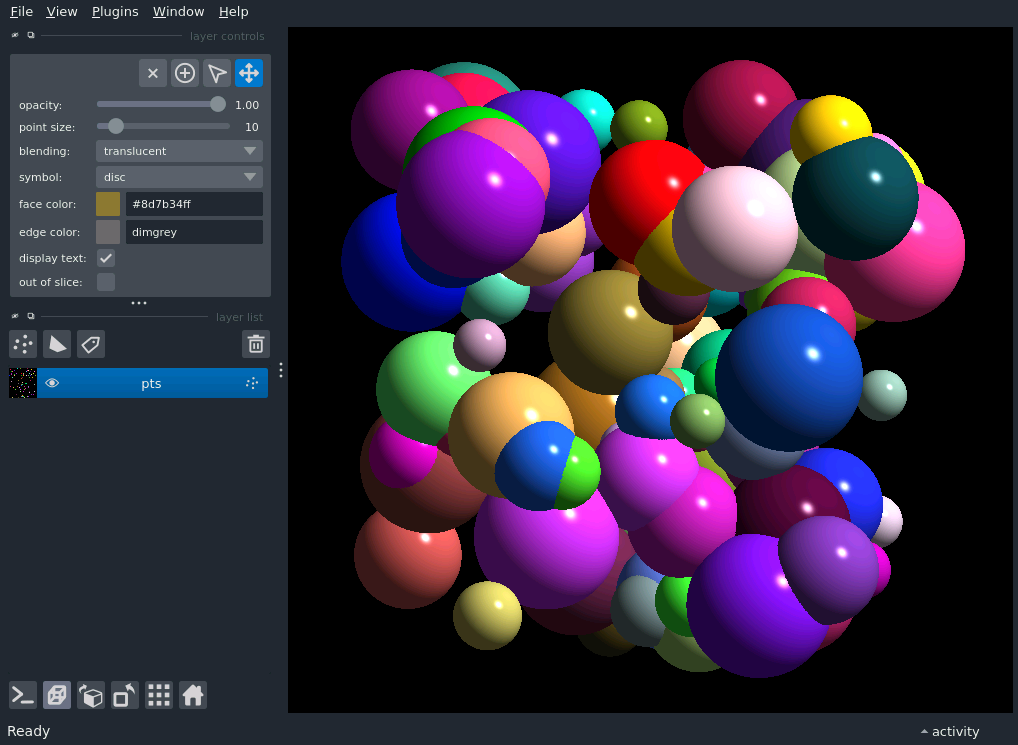 File View Plugins Window Help
layer controls
opacity: 1.00
point size: 10
blending: translucent
symbol: disc
face color: #8d7b34ff
edge color: dimgrey
display text:
out of slice:
layer list
pts
Ready
activity